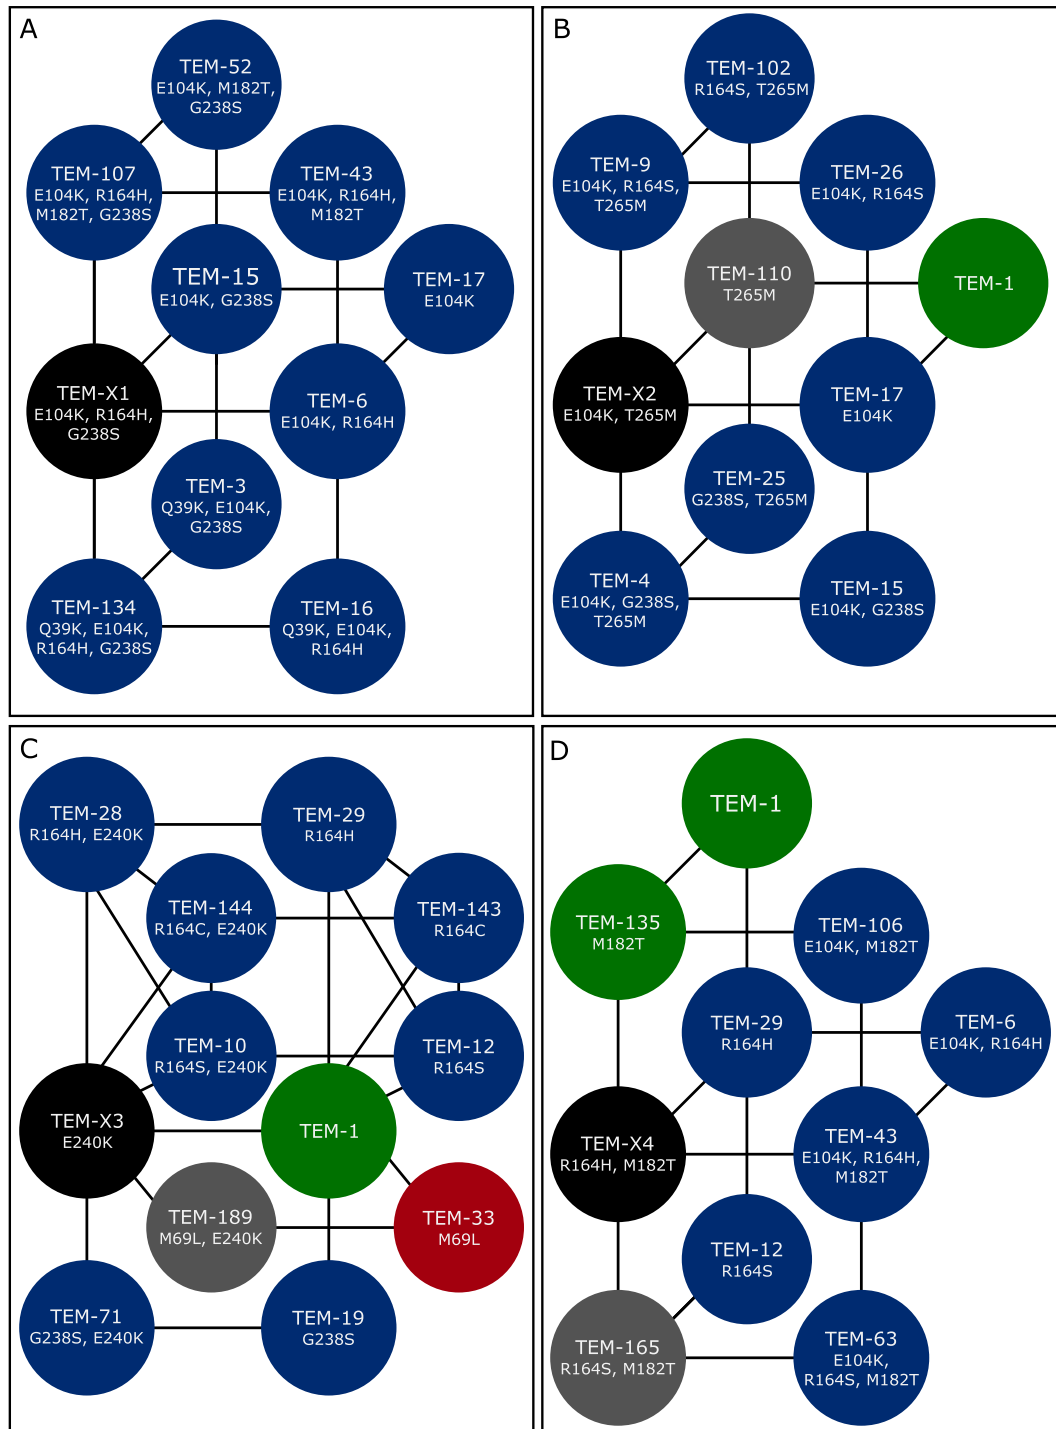 A
TEM-52
E104K, M182T,
G238S
TEM-107
E104K, R164H,
M182T, G238S
TEM-43
E104K, R164H,
M182T
TEM-15
E104K, G238S
TEM-17
E104K
TEM-X1
E104K, R164H,
G238S
TEM-6
E104K, R164H
TEM-3
Q39K, E104K,
G238S
TEM-134
Q39K, E104K,
R164H, G238S
TEM-16
Q39K, E104K,
R164H
B
TEM-102
R164S, T265M
TEM-9
E104K, R164S,
T265M
TEM-26
E104K, R164S
TEM-110
T265M
TEM-1
TEM-X2
E104K, T265M
TEM-17
E104K
TEM-25
G238S, T265M
TEM-4
E104K, G238S,
T265M
TEM-15
E104K, G238S
C
TEM-28
R164H, E240K
TEM-29
R164H
TEM-144
R164C, E240K
TEM-143
R164C
TEM-10
R164S, E240K
TEM-12
R164S
TEM-X3
E240K
TEM-1
TEM-189
M69L, E240K
TEM-33
M69L
TEM-71
G238S, E240K
TEM-19
G238S
D
TEM-1
TEM-135
M182T
TEM-106
E104K, M182T
TEM-29
R164H
TEM-6
E104K, R164H
TEM-X4
R164H, M182T
TEM-43
E104K, R164H,
M182T
TEM-12
R164S
TEM-165
R164S, M182T
TEM-63
E104K,
R164S, M182T